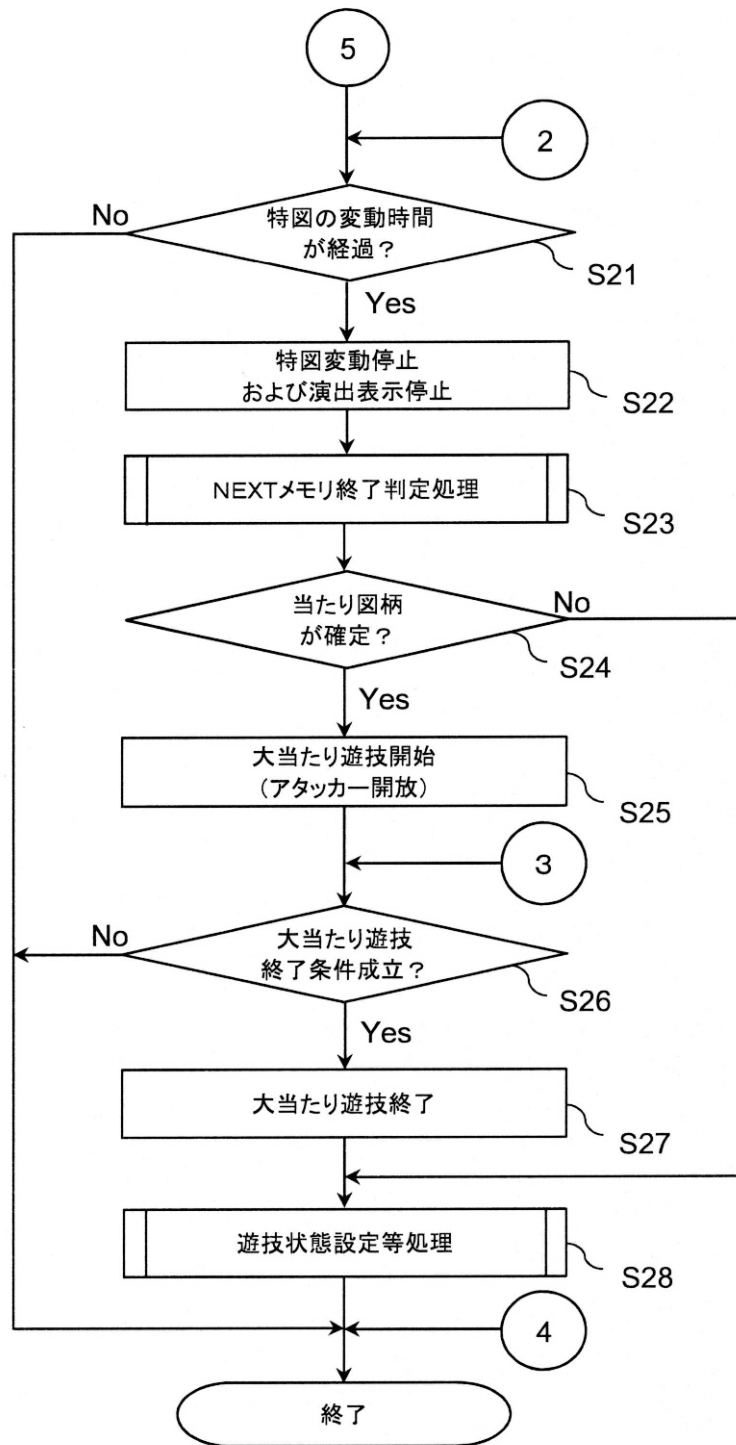 5
2
No
特図の変動時間
が経過？
S21
Yes
特図変動停止
および演出表示停止
S22
NEXTメモリ終了判定処理
S23
当たり図柄
が確定？
No
S24
Yes
大当たり遊技開始
（アタッカー開放）
S25
3
No
大当たり遊技
終了条件成立？
S26
Yes
大当たり遊技終了
S27
遊技状態設定等処理
S28
4
終了